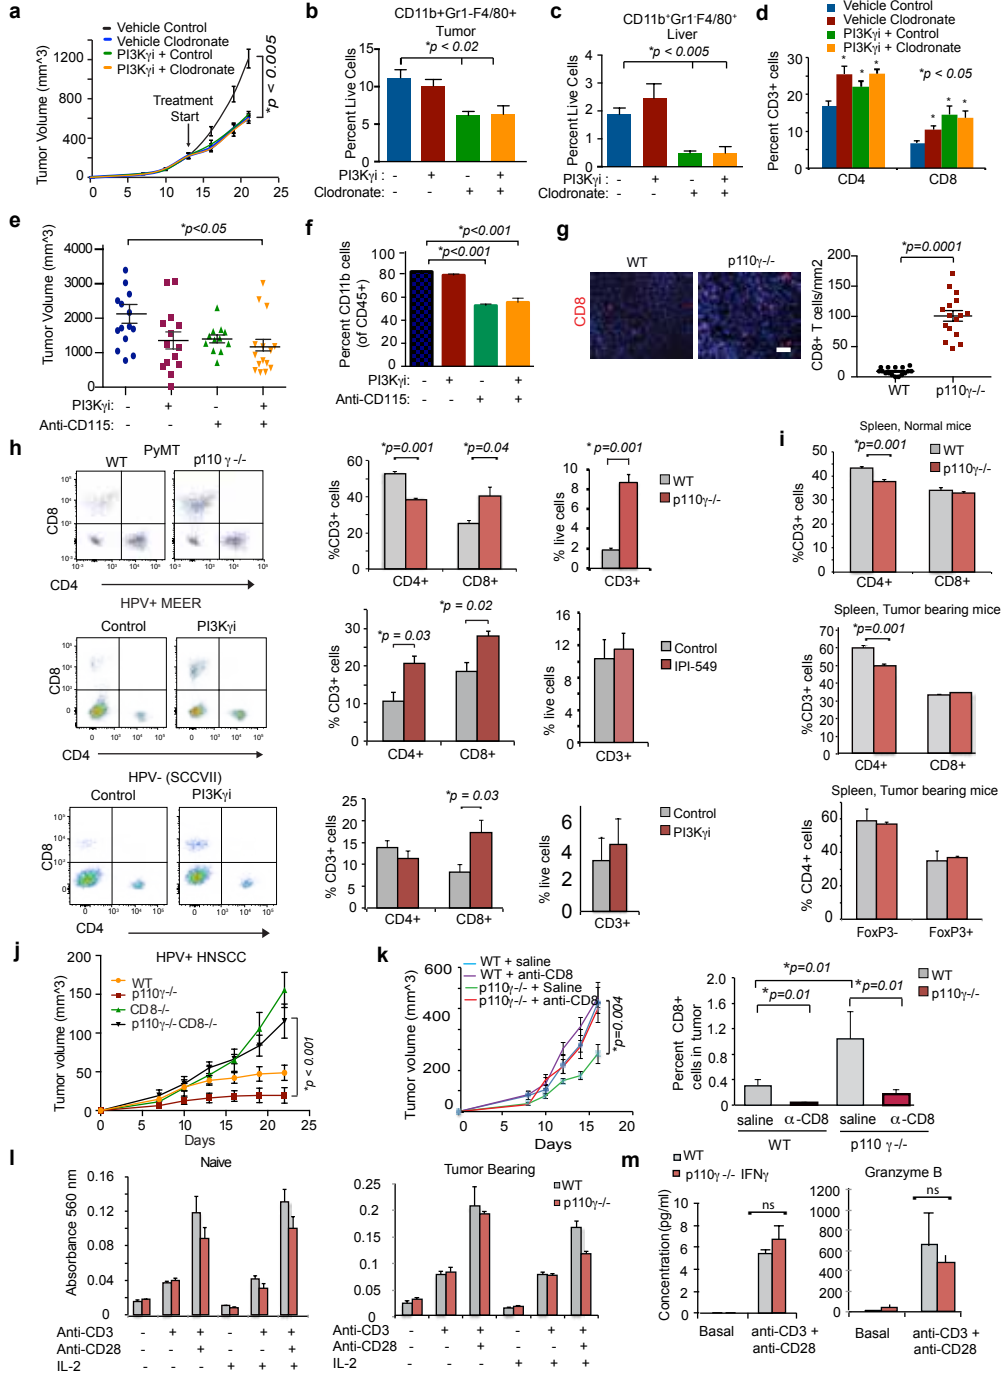 a
Vehicle Control
Vehicle Clodronate
PI3Kγi + Control
PI3Kγi + Clodronate
Tumor Volume (mm^3)
2000
1600
1200
800
400
0
Treatment
Start
*p < 0.005
0 5 10 15 20 25
b
CD11b+Gr1-F4/80+
Tumor
*p < 0.02
Percent Live Cells
15
10
5
0
PI3Kγi : - + - +
Clodronate: - - + +
c
CD11b+Gr1-F4/80+
Liver
*p < 0.005
Percent Live Cells
4
3
2
1
0
PI3Kγi : - + - +
Clodronate: - - + +
d
Vehicle Control
Vehicle Clodronate
PI3Kγi + Control
PI3Kγi + Clodronate
*p < .05
Percent CD3+ cells
30
20
10
0
* * *
* * *
CD4 CD8
e
*p<0.05
Tumor Volume (mm^3)
4000
3000
2000
1000
0
PI3Kγi: - + - +
Anti-CD115: - - + +
f
*p<0.001
*p<0.001
Percent CD11b cells
(of CD45+)
80
60
40
20
0
PI3Kγi: - + - +
Anti-CD115: - - + +
g
WT p110γ-/-
CD8
*p=0.0001
CD8+ T cells/mm2
200
150
100
50
0
WT p110γ-/-
h
PyMT
WT p110 γ -/-
CD8
CD4
*p=0.001 *p=0.04
%CD3+ cells
60
50
40
30
20
10
0
CD4+ CD8+
* p=0.001
% live cells
10
8
6
4
2
0
CD3+
WT
p110γ-/-
HPV+ MEER
Control PI3Kγi
CD8
CD4
*p = 0.03
*p = 0.02
% CD3+ cells
30
20
10
0
CD4+ CD8+
% live cells
16
12
10
8
6
4
2
0
CD3+
Control
IPI-549
HPV- (SCCVII)
Control PI3Kγi
CD8
CD4
*p = 0.03
% CD3+ cells
25
20
15
10
5
0
CD4+ CD8+
% live cells
6
4
4
2
0
CD3+
Control
PI3Kγi
i
Spleen, Normal mice
*p=0.001
WT
p110γ-/-
%CD3+ cells
50
40
30
20
10
0
CD4+ CD8+
Spleen, Tumor bearing mice
*p=0.001
%CD3+ cells
70
60
50
40
30
20
10
0
CD4+ CD8+
Spleen, Tumor bearing mice
% CD4+ cells
80
60
40
20
0
FoxP3- FoxP3+
j
HPV+ HNSCC
WT
p110γ-/-
CD8-/-
p110γ-/-CD8-/-
Tumor volume (mm^3)
200
150
100
50
0
*p < 0.001
0 5 10 15 20 25
Days
k
WT + saline
WT + anti-CD8
p110γ-/- + Saline
p110γ-/- + anti-CD8
Tumor volume (mm^3)
600
400
200
0
*p=0.004
0 5 10 15 20
Days
*p=0.01
*p=0.01
*p=0.01
WT
p110γ-/-
Percent CD8+
cells in tumor
2.0
1.6
1.2
0.8
0.4
0
saline α-CD8 saline α-CD8
WT p110 γ-/-
l
Naive
Absorbance 560 nm
0.16
0.12
0.08
0.04
0
Tumor Bearing
WT
p110γ-/-
0.25
0.2
0.15
0.1
0.05
0
- + + - + + Anti-CD3 - + + - + +
- - + - - + Anti-CD28 - - + - - +
- - - + + + IL-2 - - - + + +
m
WT
p110γ-/- IFNγ
Concentration (pg/ml)
10
8
6
4
2
0
ns
Basal anti-CD3 +
anti-CD28
Granzyme B
1000
800
600
400
200
0
ns
Basal anti-CD3 +
anti-CD28